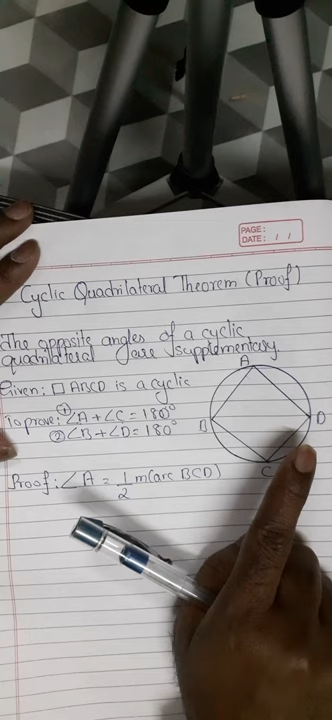 PAGE:
DATE: / /
Cyclic Quadrilateral Theorem (Proof)
The opposite angles of a cyclic
quadrilateral are supplementary.
Given: □ ABCD is a cyclic
To prove: ① ∠A + ∠C = 180°
② ∠B + ∠D = 180°
A
B
D
C
Proof: ∠A = 1/2 m(arc BCD)